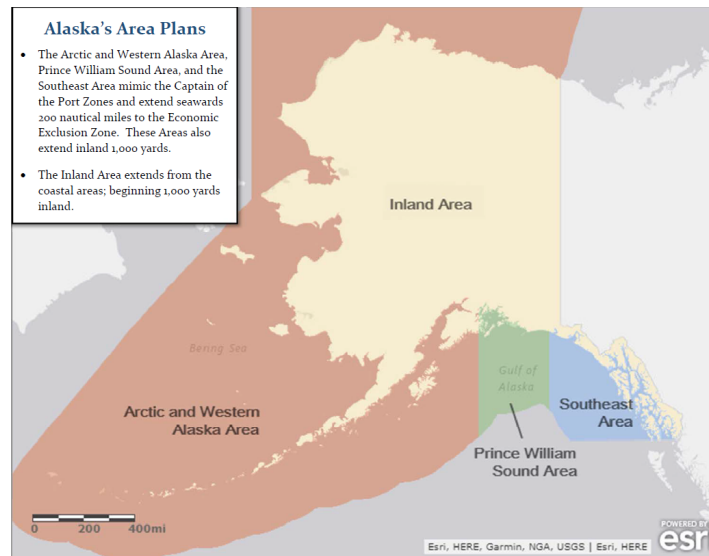 Alaska's Area Plans
• The Arctic and Western Alaska Area,
Prince William Sound Area, and the
Southeast Area mimic the Captain of
the Port Zones and extend seawards
200 nautical miles to the Economic
Exclusion Zone.  These Areas also
extend inland 1,000 yards.
• The Inland Area extends from the
coastal areas; beginning 1,000 yards
inland.
Inland Area
Bering Sea
Gulf of
Alaska
Arctic and Western
Alaska Area
Southeast
Area
Prince William
Sound Area
0 200 400mi
Esri, HERE, Garmin, NGA, USGS | Esri, HERE
POWERED BY
esri